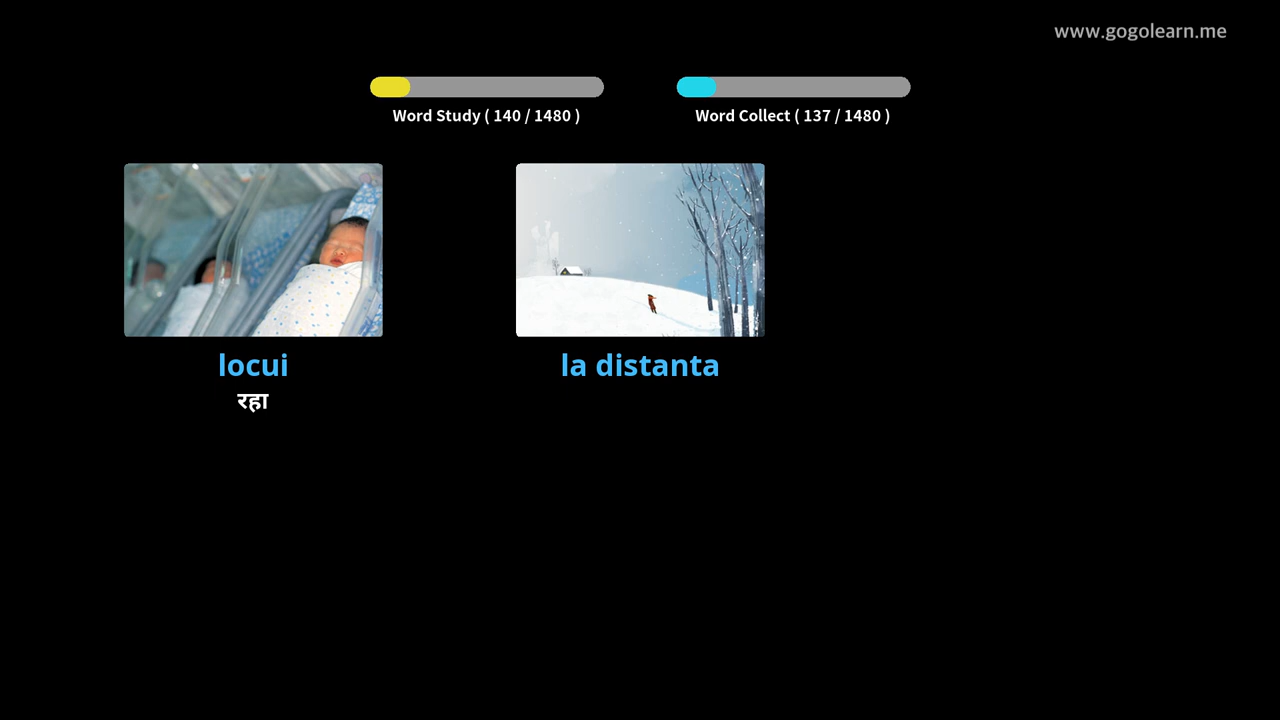 www.gogolearn.me
Word Study ( 140 / 1480 )
Word Collect ( 137 / 1480 )
locui
रहा
la distanta